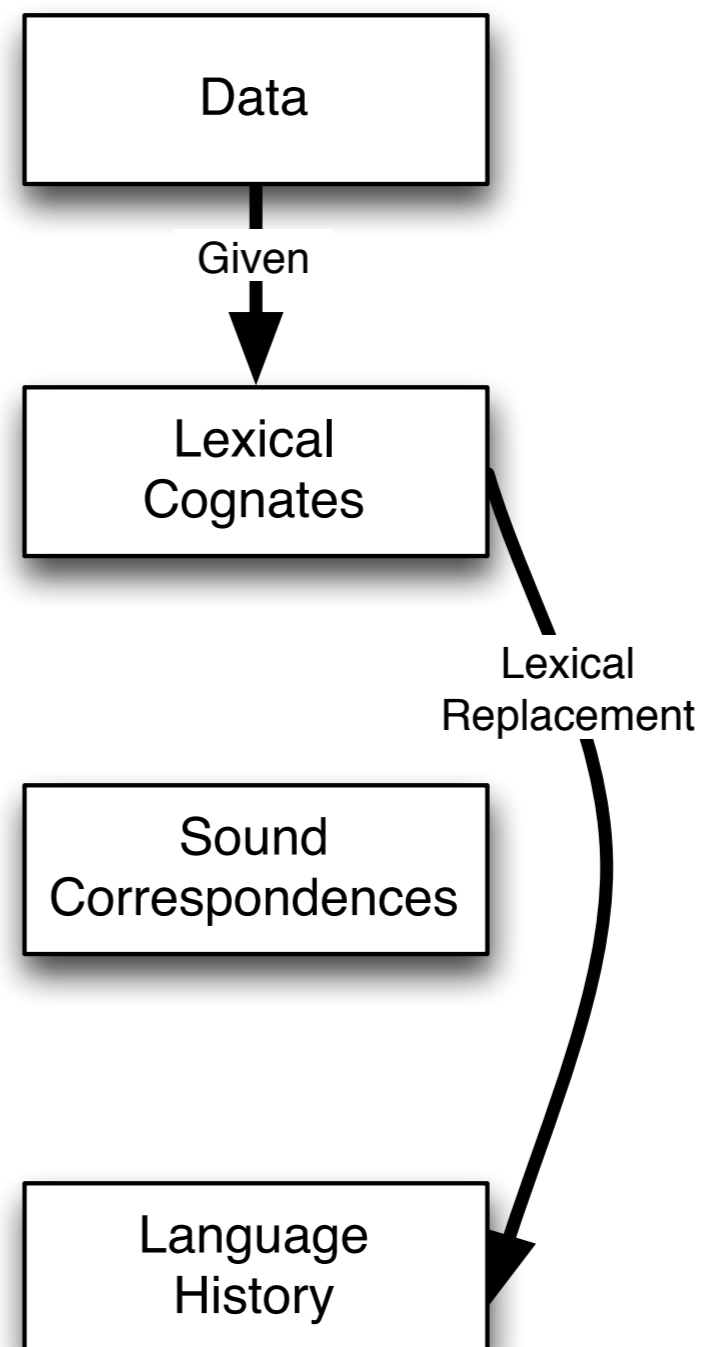 Data
Given
Lexical
Cognates
Lexical
Replacement
Sound
Correspondences
Language
History